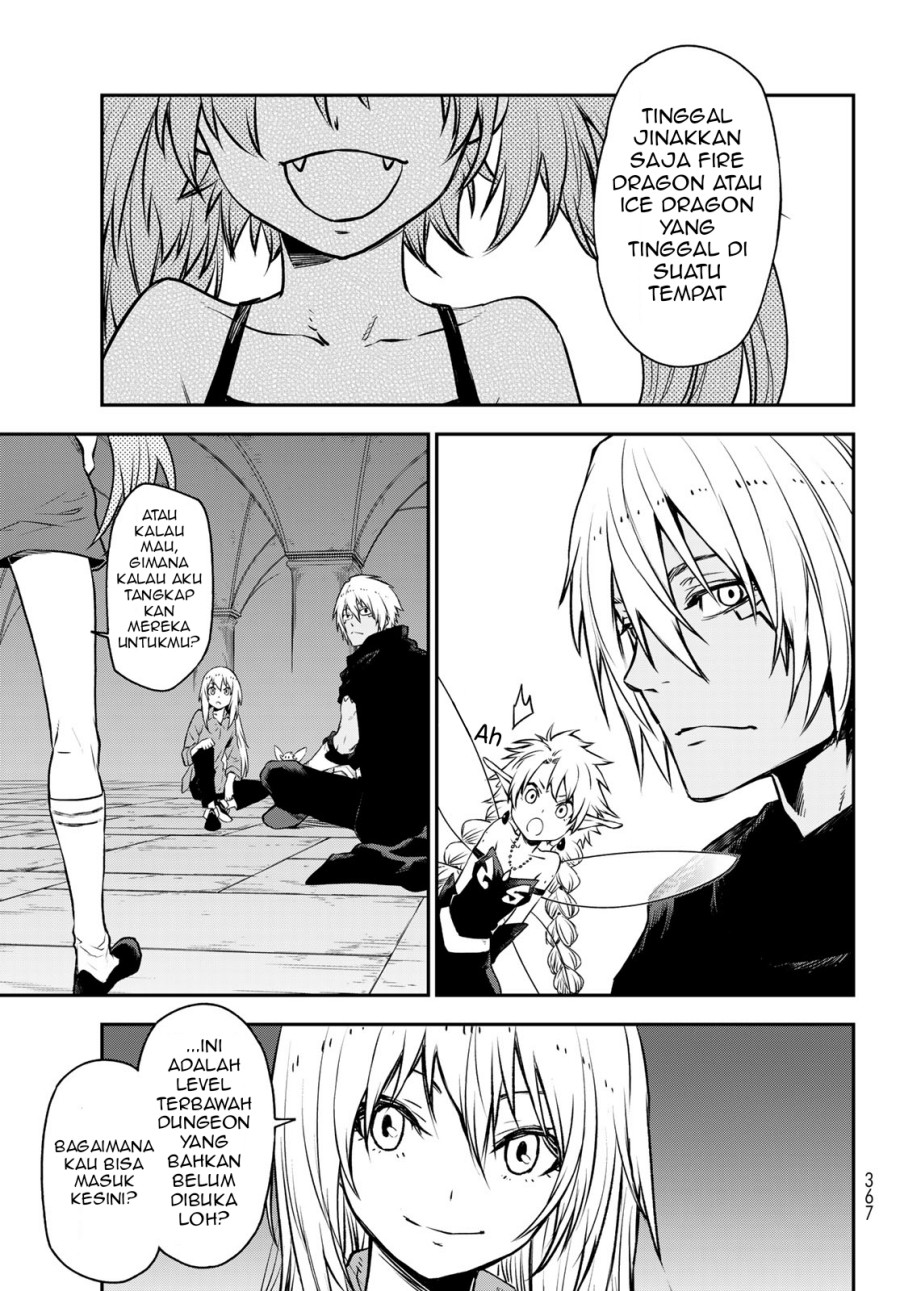 TINGGAL
JINAKKAN
SAJA FIRE
DRAGON ATAU
ICE DRAGON
YANG
TINGGAL DI
SUATU
TEMPAT
Ah
ATAU
KALAU
MAU,
GIMANA
KALAU AKU
TANGKAP
KAN
MEREKA
UNTUKMU?
...INI
ADALAH
LEVEL
TERBAWAH
DUNGEON
YANG
BAHKAN
BELUM
DIBUKA
LOH?
BAGAIMANA
KAU BISA
MASUK
KESINI?
367